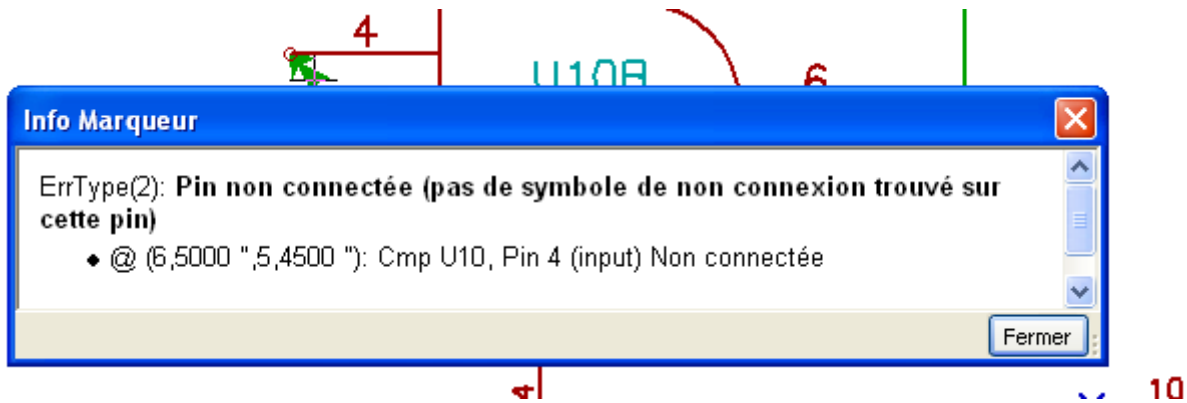 4
U10B
6
Info Marqueur
ErrType(2): Pin non connectée (pas de symbole de non connexion trouvé sur
cette pin)
@ (6,5000 ",5,4500 "): Cmp U10, Pin 4 (input) Non connectée
Fermer
4
10